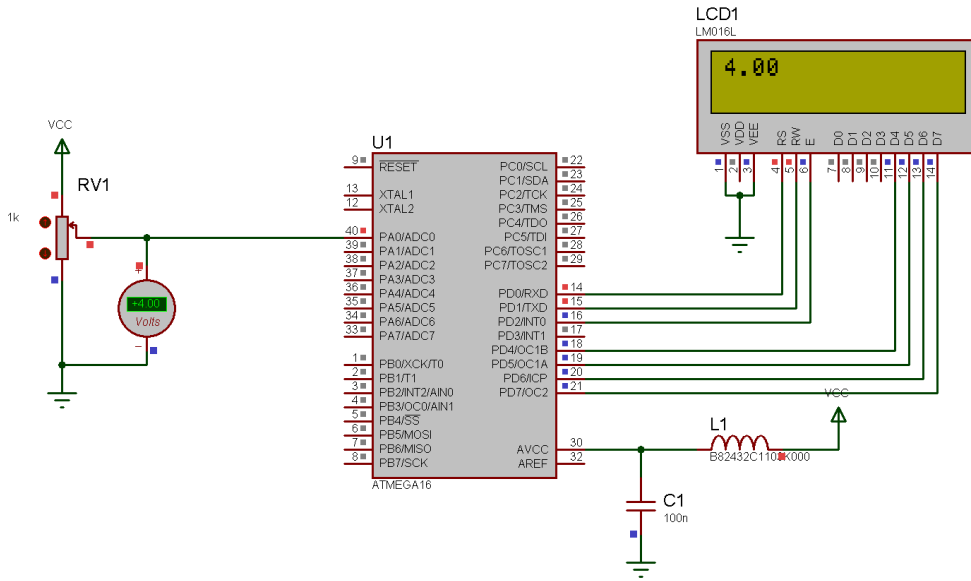 LCD1
LM016L
4.00
VSS
VDD
VEE
RS
RW
E
D0
D1
D2
D3
D4
D5
D6
D7
1
2
3
4
5
6
7
8
9
10
11
12
13
14
VCC
RV1
1k
+4.00
Volts
+
−
U1
9 RESET
13 XTAL1
12 XTAL2
40 PA0/ADC0
39 PA1/ADC1
38 PA2/ADC2
37 PA3/ADC3
36 PA4/ADC4
35 PA5/ADC5
34 PA6/ADC6
33 PA7/ADC7
1 PB0/XCK/T0
2 PB1/T1
3 PB2/INT2/AIN0
4 PB3/OC0/AIN1
5 PB4/SS
6 PB5/MOSI
7 PB6/MISO
8 PB7/SCK
PC0/SCL 22
PC1/SDA 23
PC2/TCK 24
PC3/TMS 25
PC4/TDO 26
PC5/TDI 27
PC6/TOSC1 28
PC7/TOSC2 29
PD0/RXD 14
PD1/TXD 15
PD2/INT0 16
PD3/INT1 17
PD4/OC1B 18
PD5/OC1A 19
PD6/ICP 20
PD7/OC2 21
AVCC 30
AREF 32
ATMEGA16
VCC
L1
C1
100n